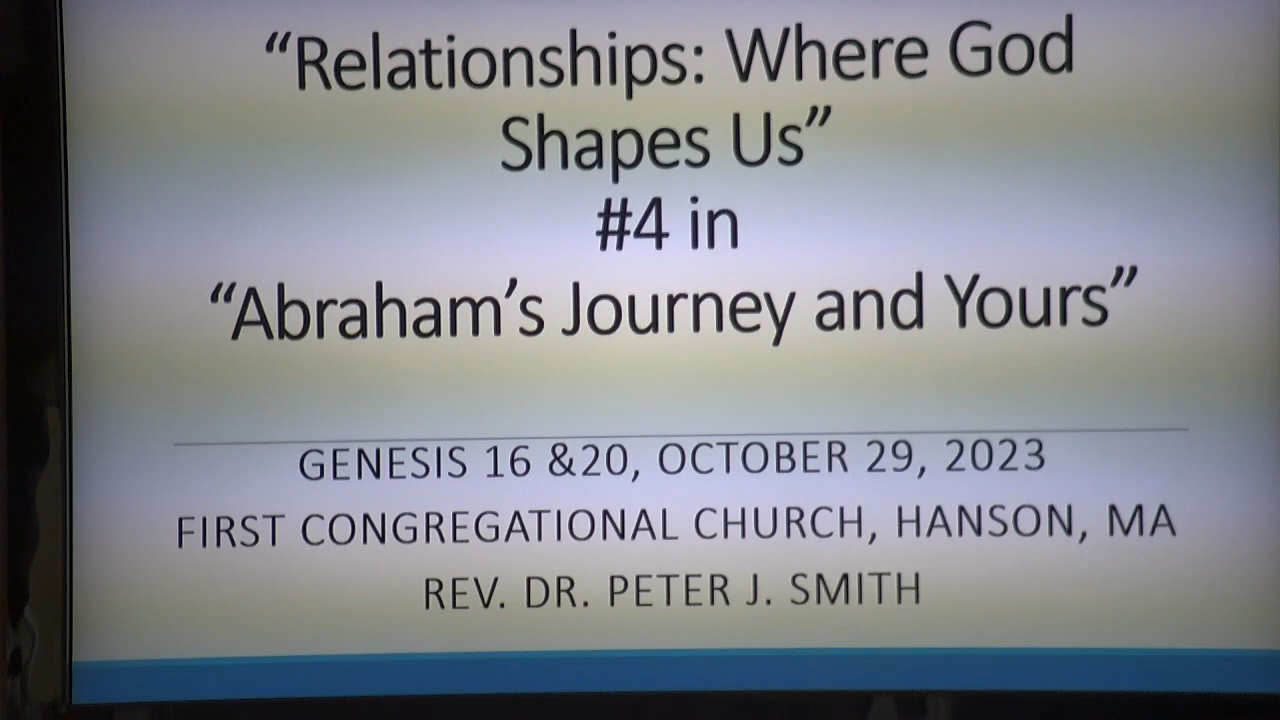 “Relationships: Where God
Shapes Us”
#4 in
“Abraham’s Journey and Yours”
GENESIS 16 &20, OCTOBER 29, 2023
FIRST CONGREGATIONAL CHURCH, HANSON, MA
REV. DR. PETER J. SMITH